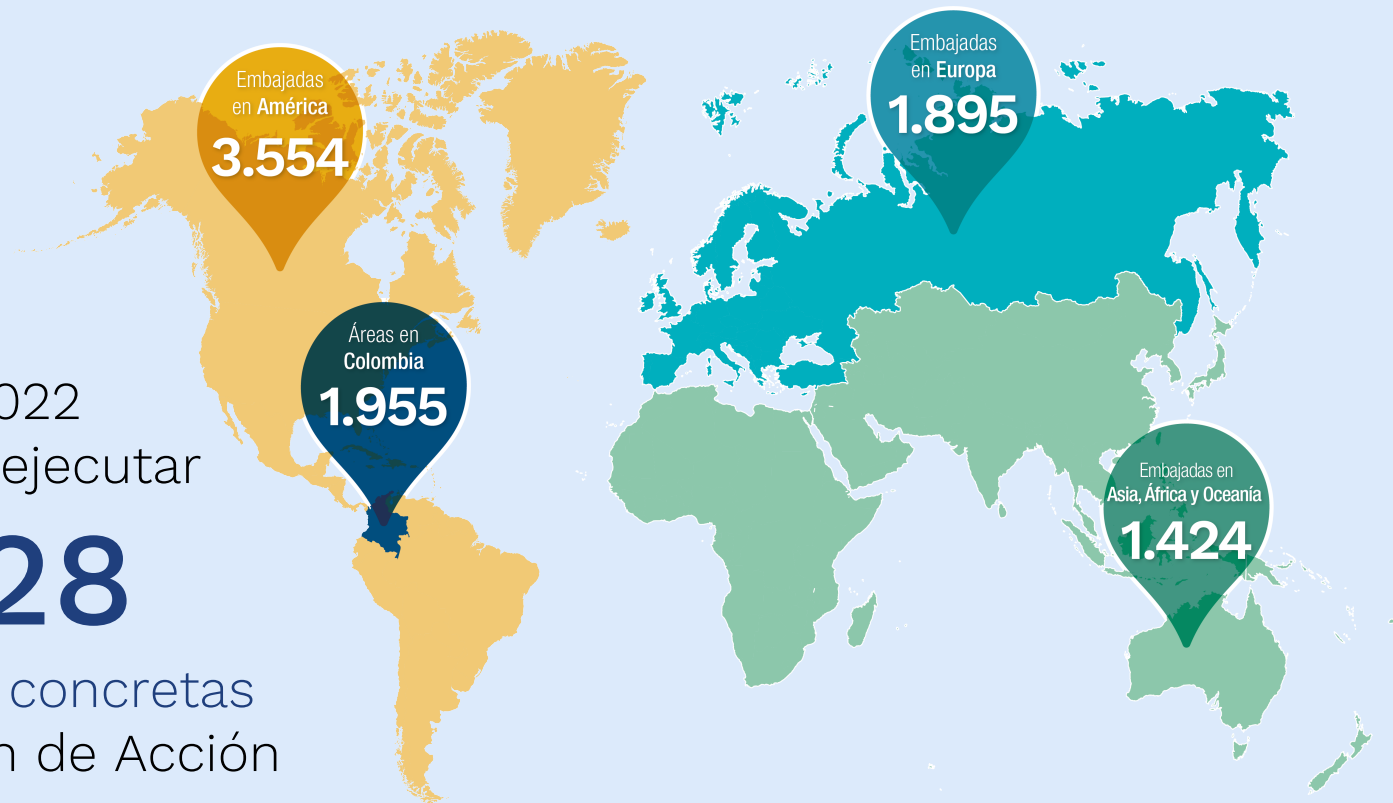 Embajadas
en América
3.554
Embajadas
en Europa
1.895
Áreas en
Colombia
1.955
Embajadas en
Asia, África y Oceanía
1.424
022
ejecutar
28
concretas
n de Acción